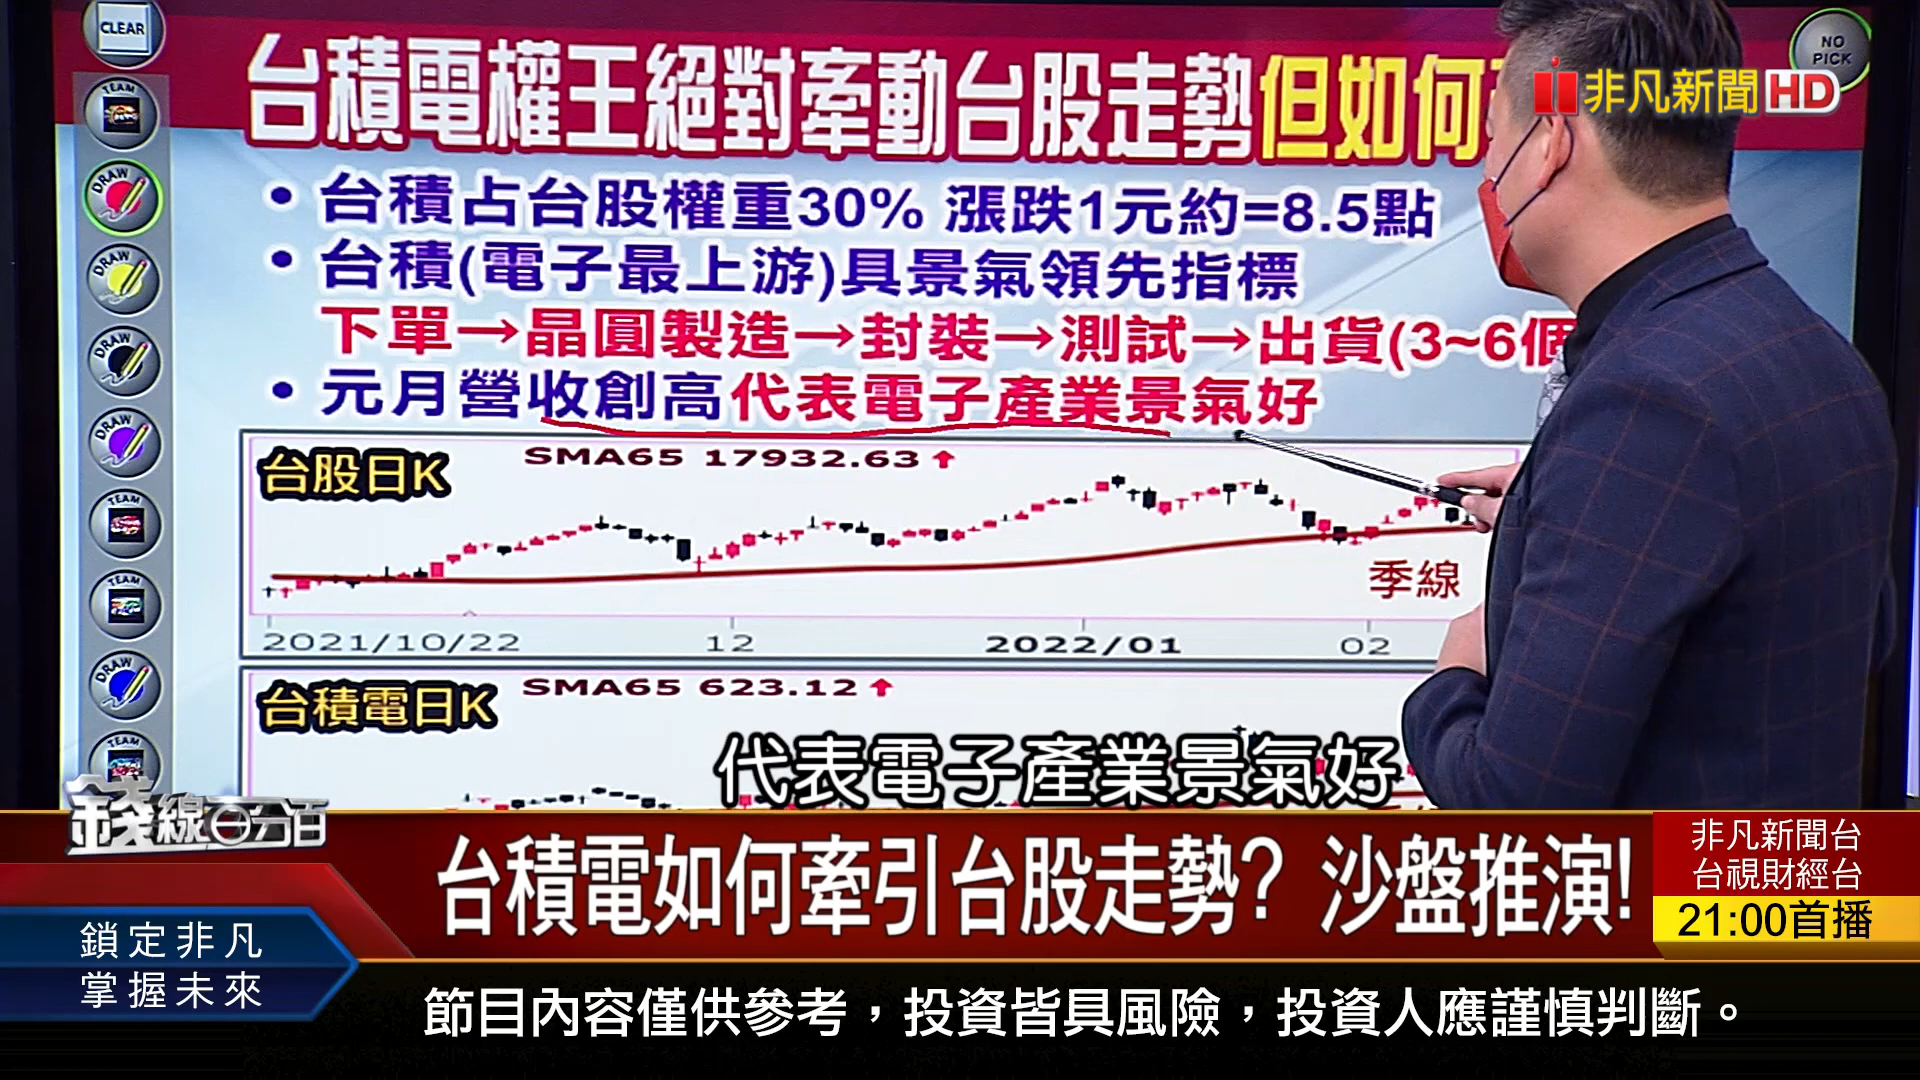 CLEAR
NO
PICK
非凡新聞HD
台積電權王絕對牽動台股走勢但如何
• 台積占台股權重30% 漲跌1元約=8.5點
• 台積(電子最上游)具景氣領先指標
下單→晶圓製造→封裝→測試→出貨(3~6個
• 元月營收創高代表電子產業景氣好
TEAM
DRAW
DRAW
DRAW
DRAW
TEAM
TEAM
DRAW
TEAM
台股日K
SMA65 17932.63↑
季線
2021/10/22
12
2022/01
02
台積電日K
SMA65 623.12↑
代表電子產業景氣好
錢線百分百
台積電如何牽引台股走勢? 沙盤推演!
非凡新聞台
台視財經台
21:00首播
鎖定非凡
掌握未來
節目內容僅供參考，投資皆具風險，投資人應謹慎判斷。